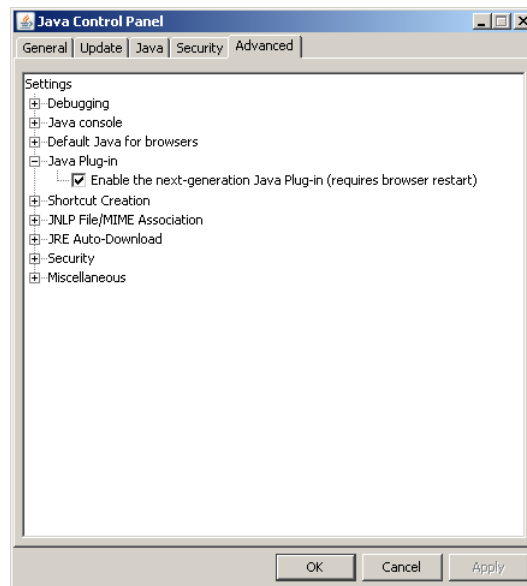 Java Control Panel
General Update Java Security Advanced
Settings
Debugging
Java console
Default Java for browsers
Java Plug-in
Enable the next-generation Java Plug-in (requires browser restart)
Shortcut Creation
JNLP File/MIME Association
JRE Auto-Download
Security
Miscellaneous
OK Cancel Apply